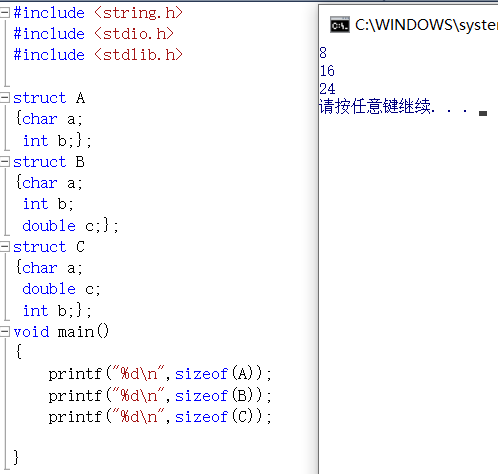 #include <string.h>
#include <stdio.h>
#include <stdlib.h>
struct A
{char a;
int b;};
struct B
{char a;
int b;
double c;};
struct C
{char a;
double c;
int b;};
void main()
{
printf("%d\n",sizeof(A));
printf("%d\n",sizeof(B));
printf("%d\n",sizeof(C));
}
C:\WINDOWS\system
8
16
24
请按任意键继续. . .